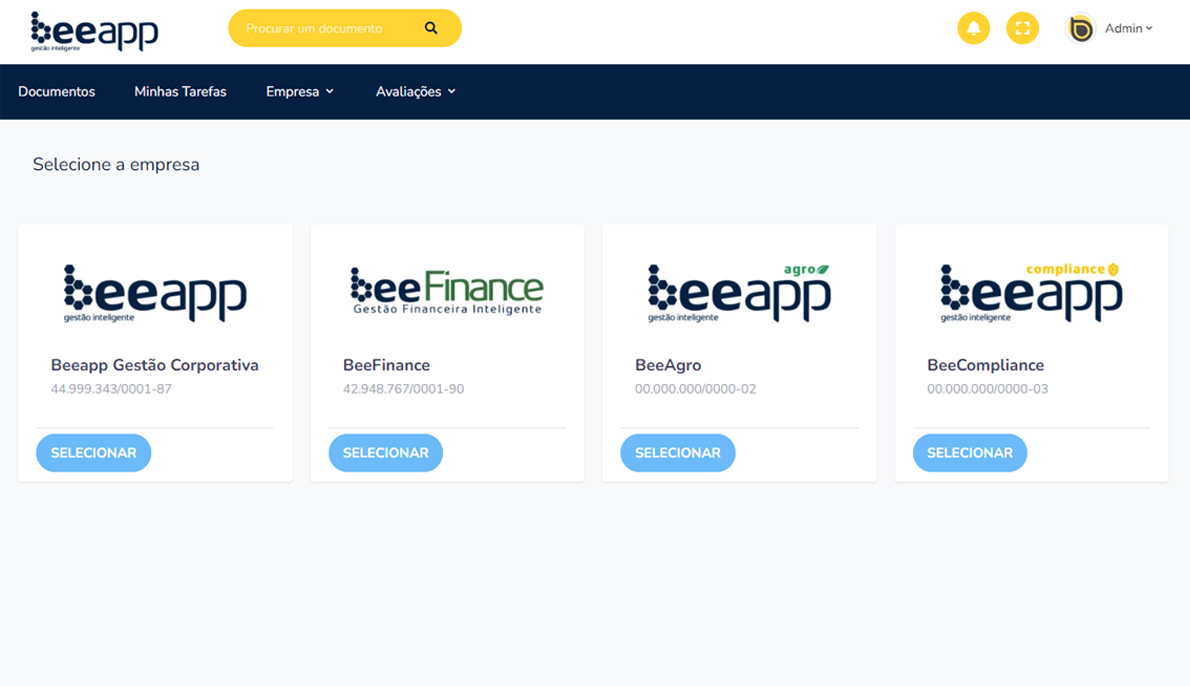 beeapp
gestão inteligente
Procurar um documento
Admin
Documentos
Minhas Tarefas
Empresa
Avaliações
Selecione a empresa
beeapp
gestão inteligente
Beeapp Gestão Corporativa
44.999.343/0001-87
SELECIONAR
beeFinance
Gestão Financeira Inteligente
BeeFinance
42.948.767/0001-90
SELECIONAR
agro
beeapp
gestão inteligente
BeeAgro
00.000.000/0000-02
SELECIONAR
compliance
beeapp
gestão inteligente
BeeCompliance
00.000.000/0000-03
SELECIONAR